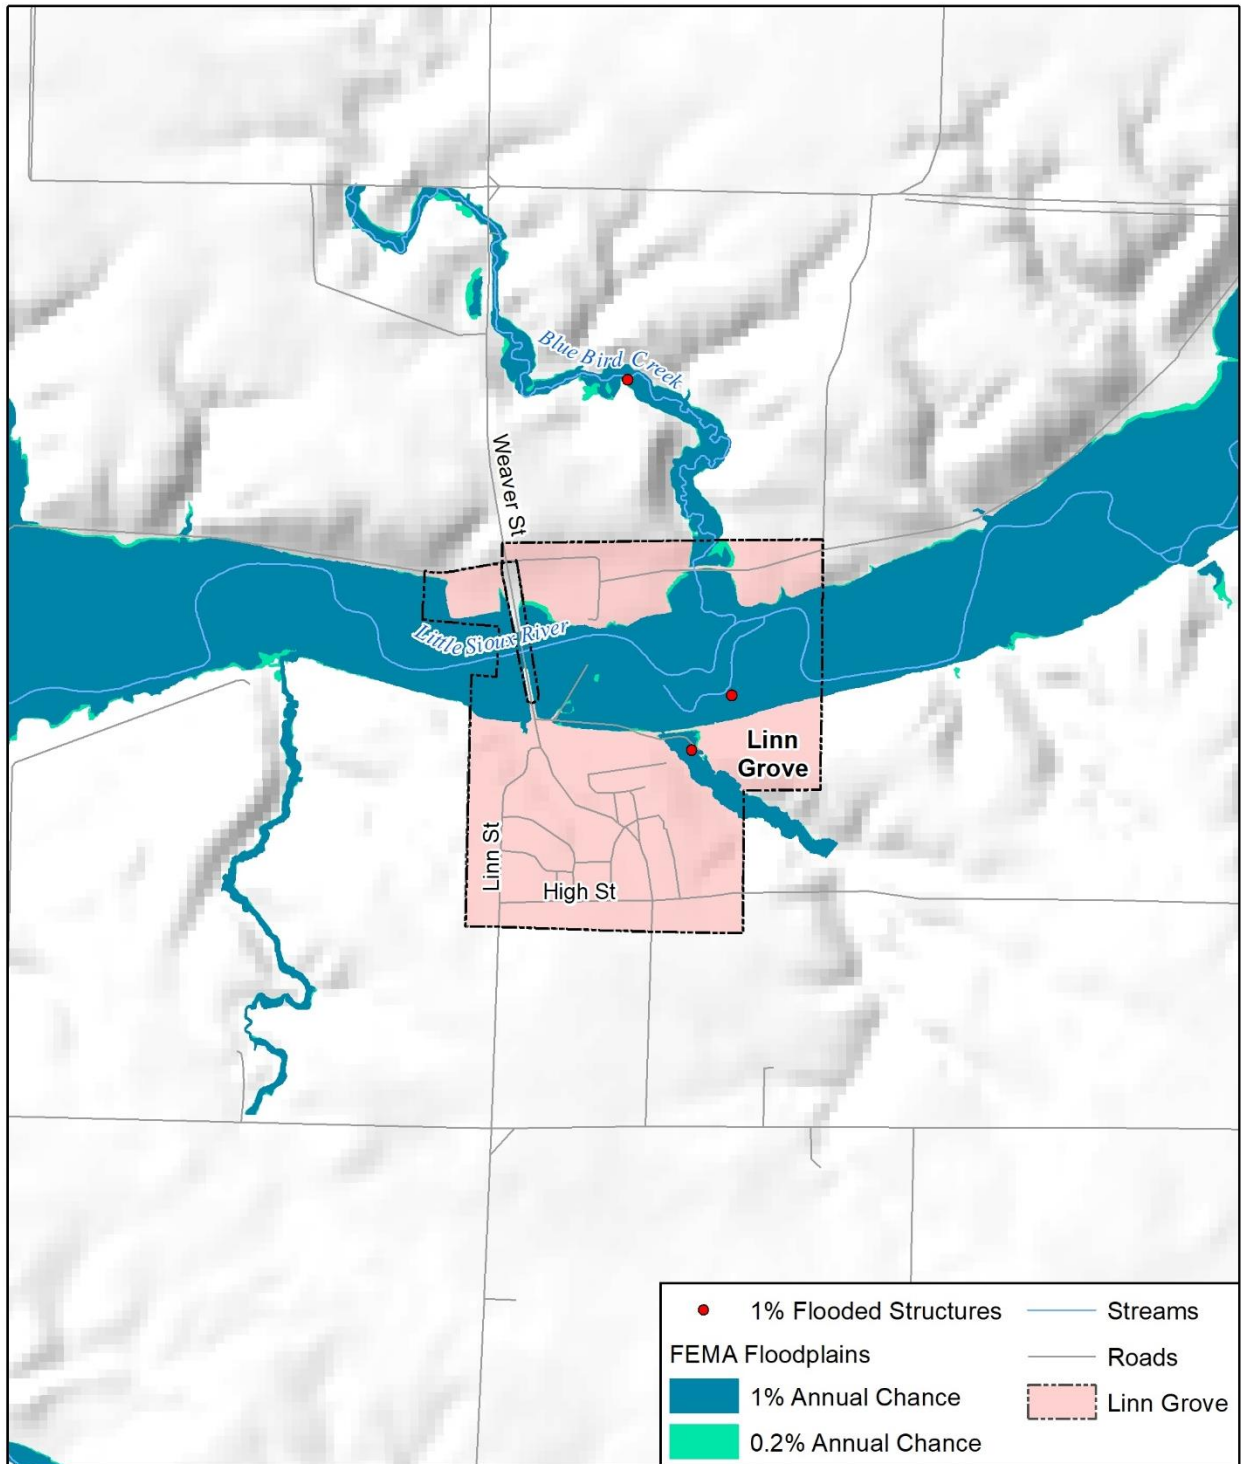 Blue Bird Creek
Weaver St
Little Sioux River
Linn
Grove
Linn St
High St
1% Flooded Structures
Streams
FEMA Floodplains
Roads
1% Annual Chance
Linn Grove
0.2% Annual Chance